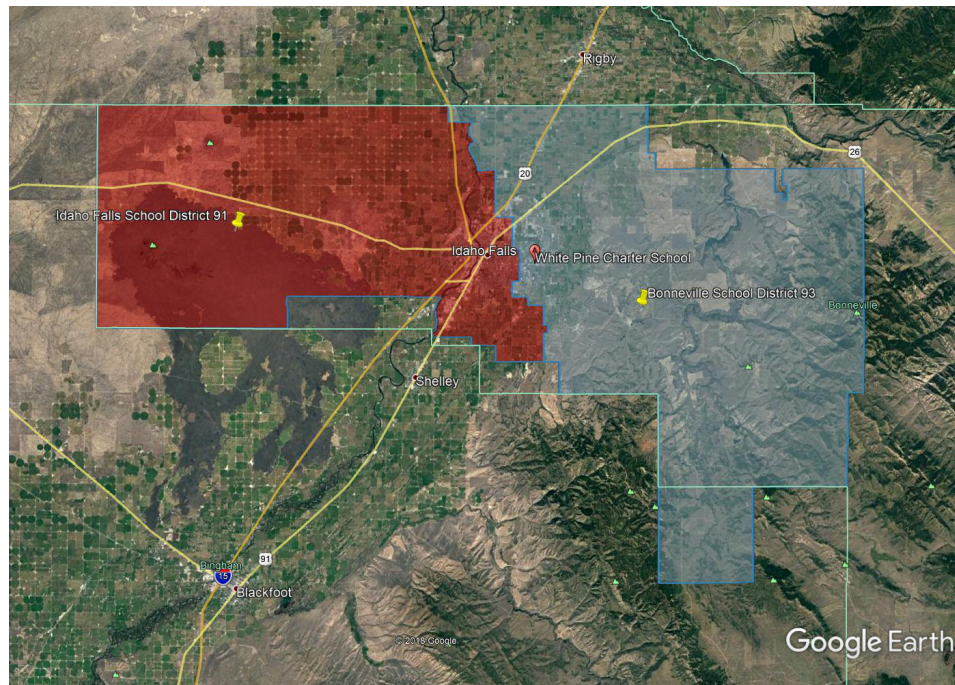 Rigby
26
20
Idaho Falls School District 91
Idaho Falls
White Pine Charter School
Bonneville School District 93
Bonneville
Shelley
91
Bingham
15
Blackfoot
© 2018 Google
Google Earth